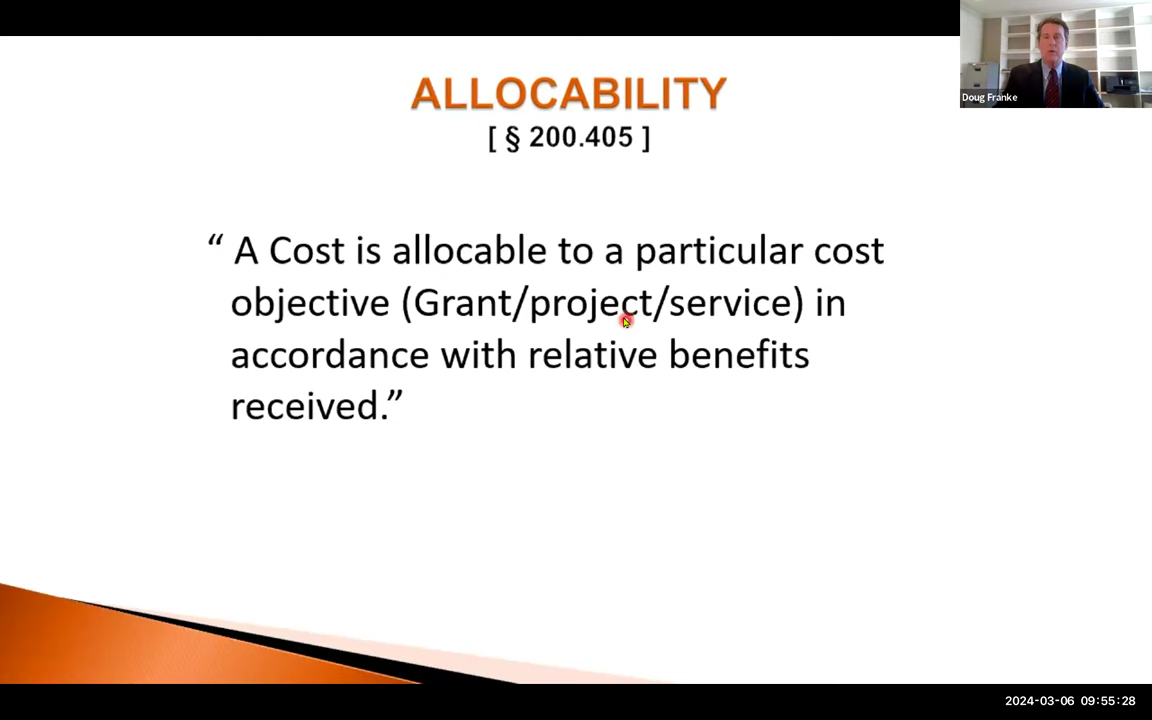 Doug Franke
ALLOCABILITY
[ § 200.405 ]
“ A Cost is allocable to a particular cost
objective (Grant/project/service) in
accordance with relative benefits
received.”
2024-03-06 09:55:28